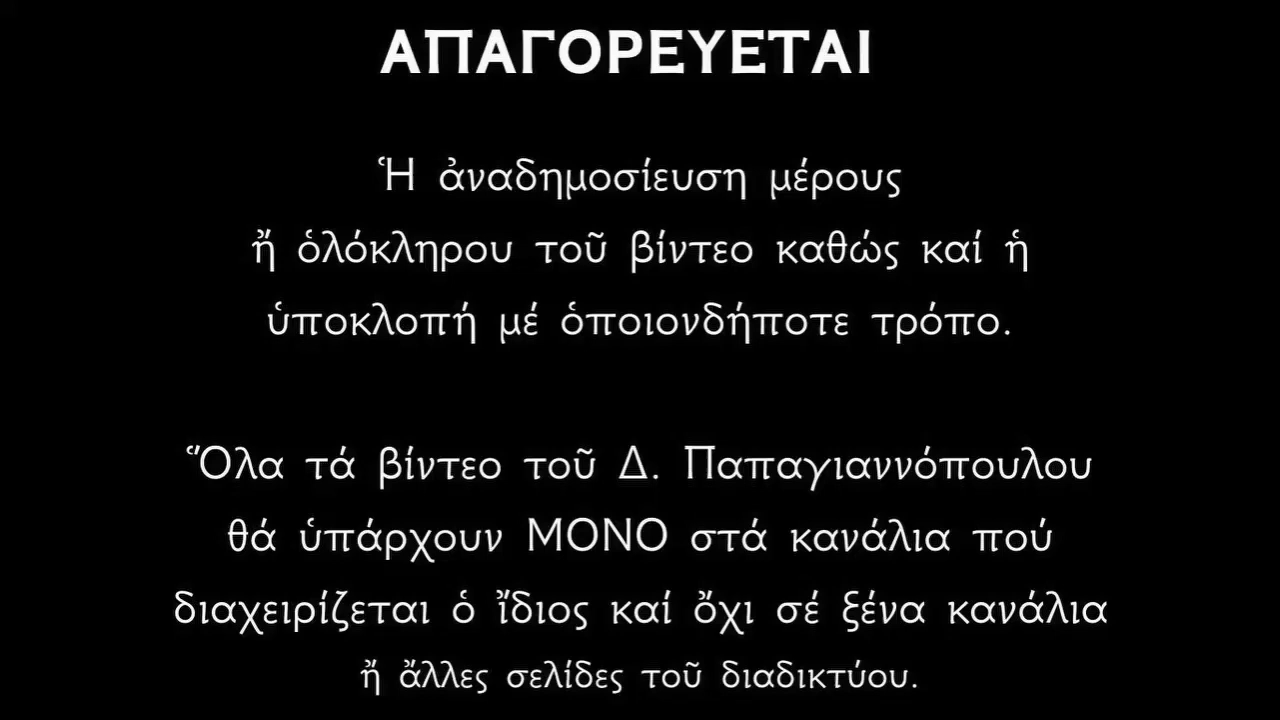 ΑΠΑΓΟΡΕΥΕΤΑΙ
Ἡ ἀναδημοσίευση μέρους
ἤ ὁλόκληρου τοῦ βίντεο καθώς καί ἡ
ὑποκλοπή μέ ὁποιονδήποτε τρόπο.
Ὅλα τά βίντεο τοῦ Δ. Παπαγιαννόπουλου
θά ὑπάρχουν ΜΟΝΟ στά κανάλια πού
διαχειρίζεται ὁ ἴδιος καί ὄχι σέ ξένα κανάλια
ἤ ἄλλες σελίδες τοῦ διαδικτύου.